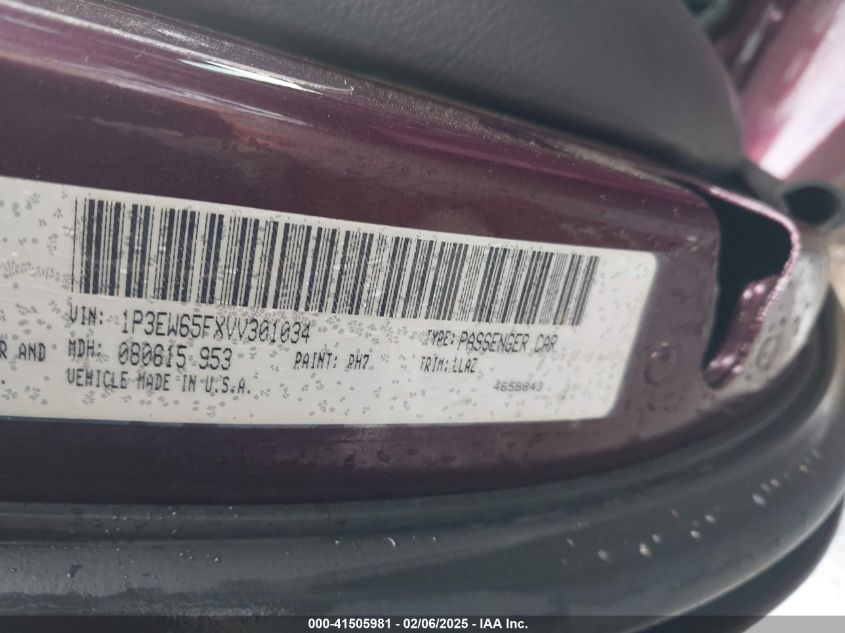 VIN: 1P3EW65FXVV301034
TYPE: PASSENGER CAR
R AND
MDH: 080615 953
PAINT: PH7
TRIM: LLAZ
VEHICLE MADE IN U.S.A.
4658843
000-41505981 - 02/06/2025 - IAA Inc.